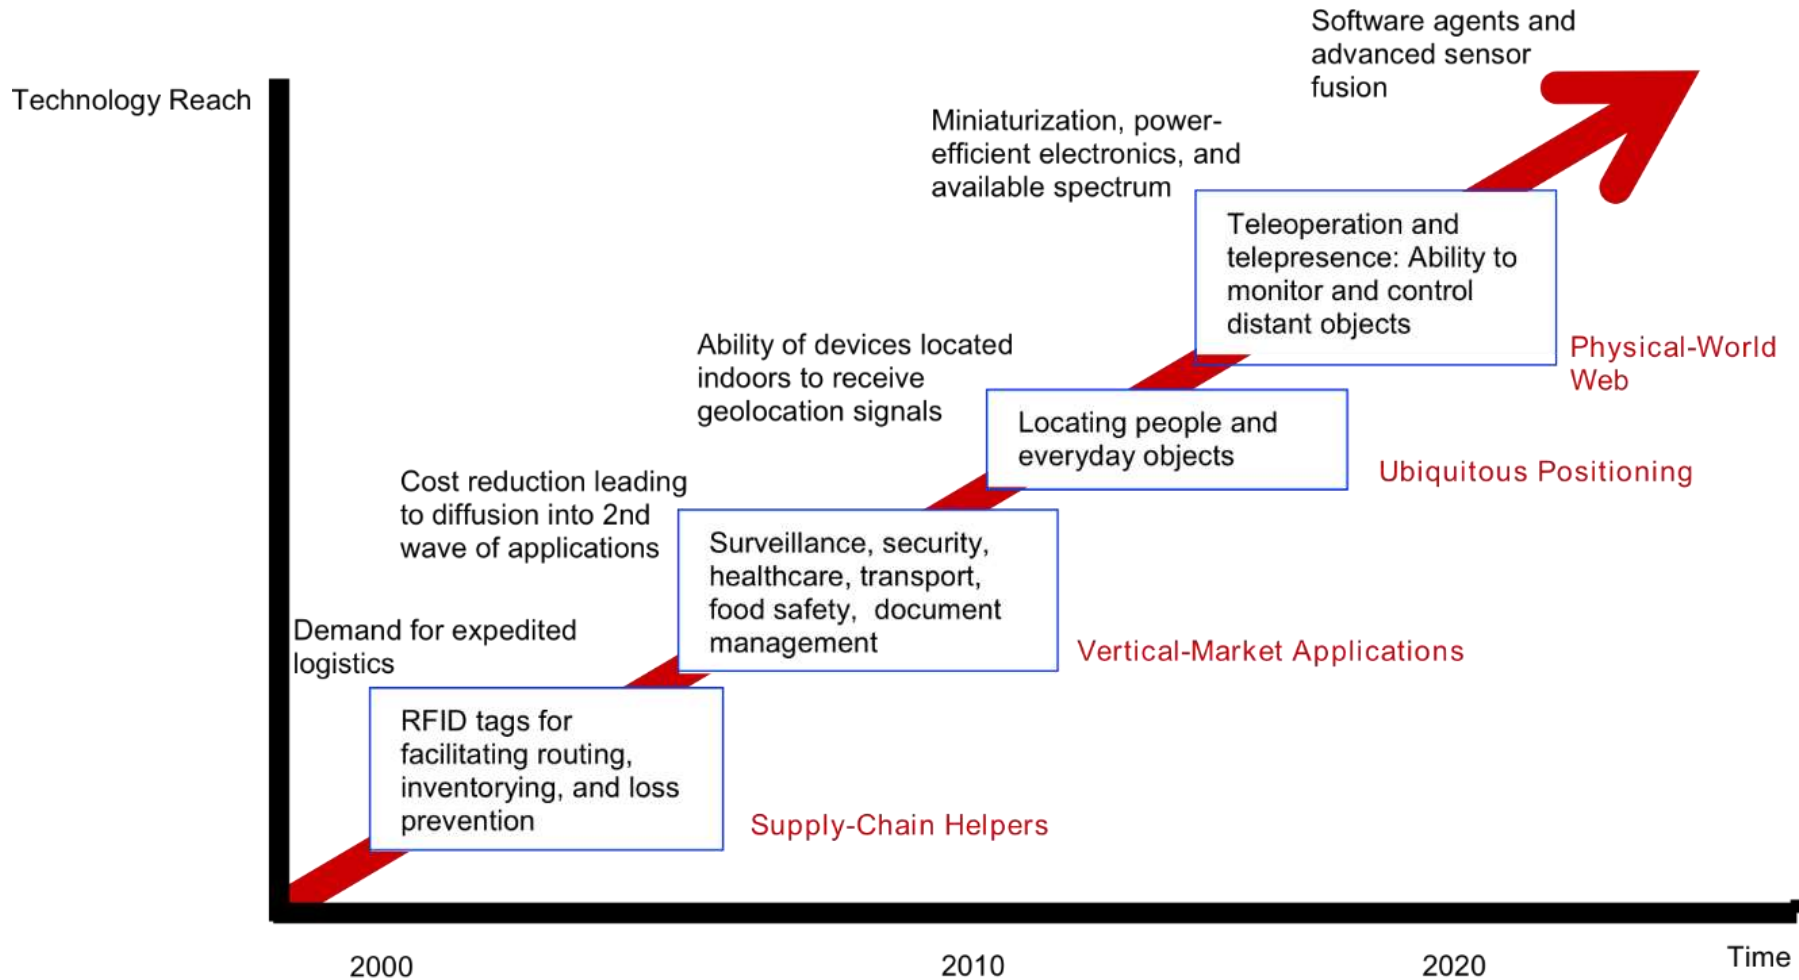 Software agents and
advanced sensor
fusion
Technology Reach
Miniaturization, power-
efficient electronics, and
available spectrum
Teleoperation and
telepresence: Ability to
monitor and control
distant objects
Physical-World
Web
Ability of devices located
indoors to receive
geolocation signals
Locating people and
everyday objects
Ubiquitous Positioning
Cost reduction leading
to diffusion into 2nd
wave of applications
Surveillance, security,
healthcare, transport,
food safety,  document
management
Vertical-Market Applications
Demand for expedited
logistics
RFID tags for
facilitating routing,
inventorying, and loss
prevention
Supply-Chain Helpers
2000
2010
2020
Time